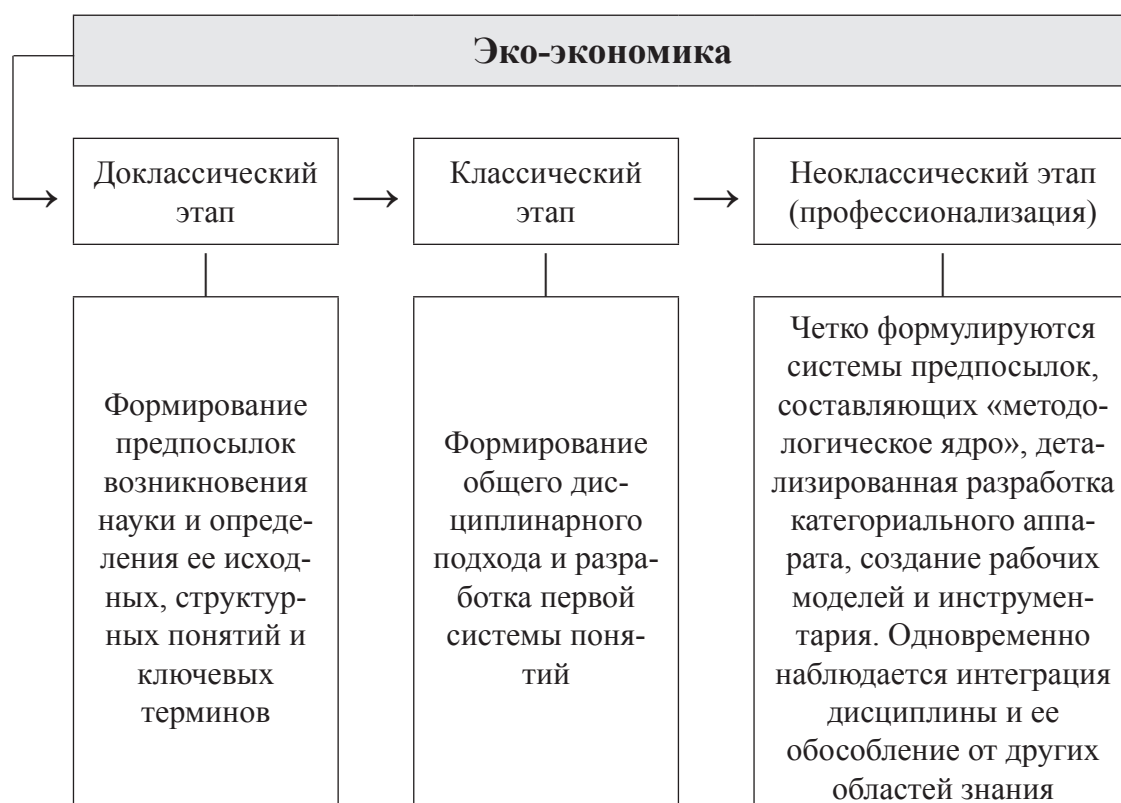 Эко-экономика
Доклассический
этап
Классический
этап
Неоклассический этап
(профессионализация)
Формирование
предпосылок
возникновения
науки и опреде-
ления ее исход-
ных, структур-
ных понятий и
ключевых
терминов
Формирование
общего дис-
циплинарного
подхода и разра-
ботка первой
системы поня-
тий
Четко формулируются
системы предпосылок,
составляющих «методо-
логическое ядро», дета-
лизированная разработка
категориального аппа-
рата, создание рабочих
моделей и инструмен-
тария. Одновременно
наблюдается интеграция
дисциплины и ее
обособление от других
областей знания